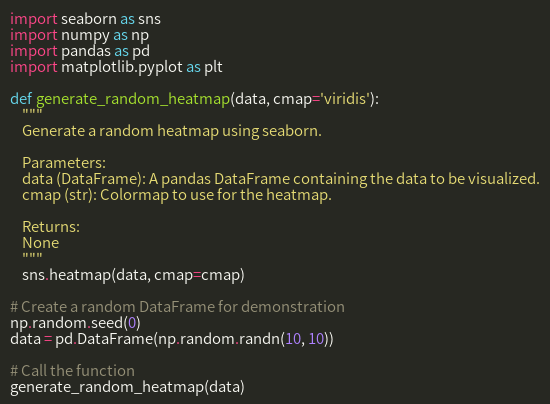 import seaborn as sns
import numpy as np
import pandas as pd
import matplotlib.pyplot as plt

def generate_random_heatmap(data, cmap='viridis'):
    """
    Generate a random heatmap using seaborn.

    Parameters:
    data (DataFrame): A pandas DataFrame containing the data to be visualized.
    cmap (str): Colormap to use for the heatmap.

    Returns:
    None
    """
    sns.heatmap(data, cmap=cmap)

# Create a random DataFrame for demonstration
np.random.seed(0)
data = pd.DataFrame(np.random.randn(10, 10))

# Call the function
generate_random_heatmap(data)